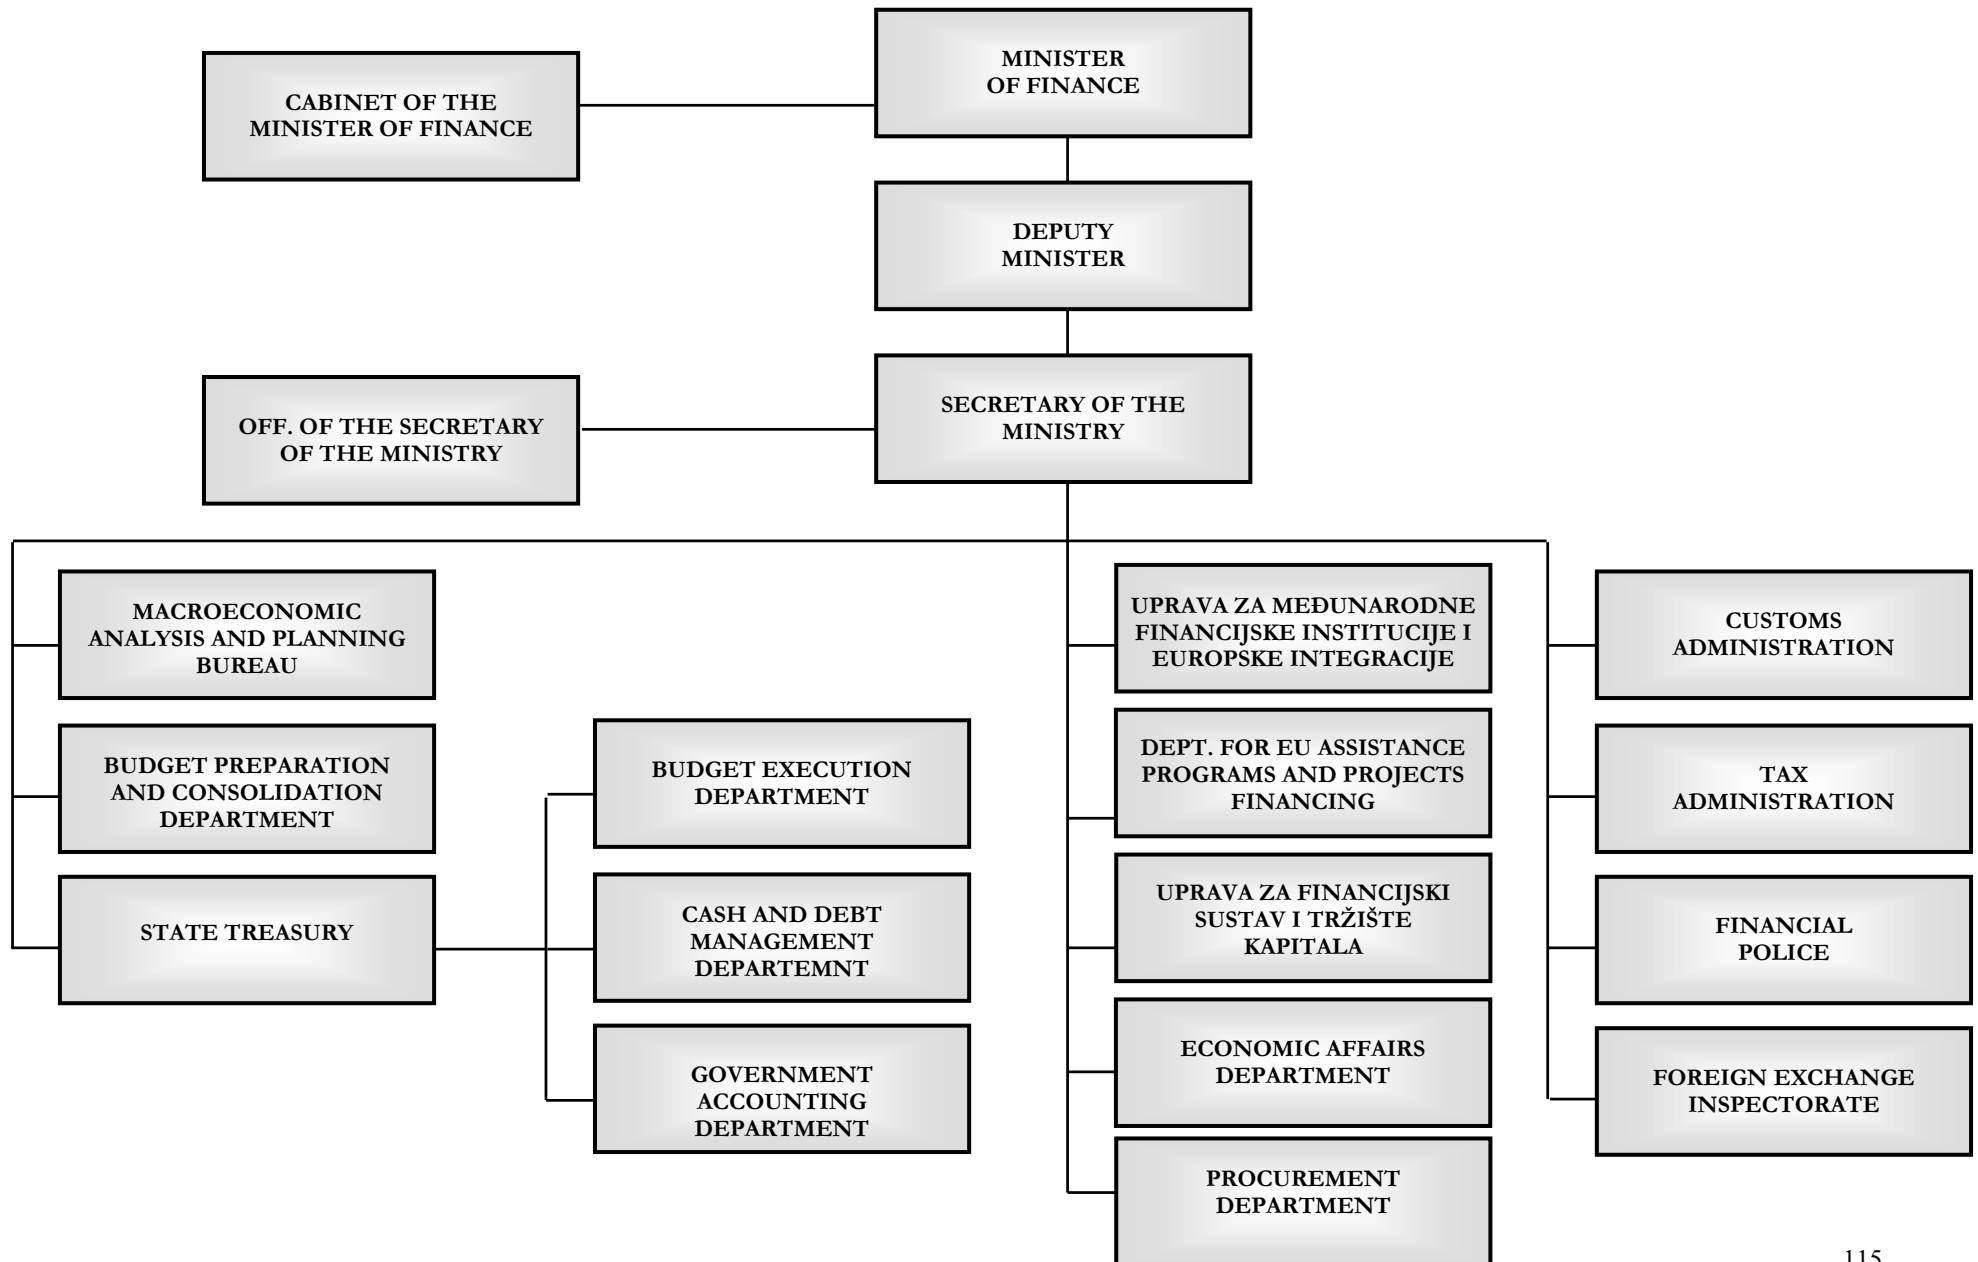 MINISTER
OF FINANCE
CABINET OF THE
MINISTER OF FINANCE
DEPUTY
MINISTER
SECRETARY OF THE
MINISTRY
OFF. OF THE SECRETARY
OF THE MINISTRY
MACROECONOMIC
ANALYSIS AND PLANNING
BUREAU
BUDGET PREPARATION
AND CONSOLIDATION
DEPARTMENT
STATE TREASURY
BUDGET EXECUTION
DEPARTMENT
CASH AND DEBT
MANAGEMENT
DEPARTEMNT
GOVERNMENT
ACCOUNTING
DEPARTMENT
UPRAVA ZA MEĐUNARODNE
FINANCIJSKE INSTITUCIJE I
EUROPSKE INTEGRACIJE
DEPT. FOR EU ASSISTANCE
PROGRAMS AND PROJECTS
FINANCING
UPRAVA ZA FINANCIJSKI
SUSTAV I TRŽIŠTE
KAPITALA
ECONOMIC AFFAIRS
DEPARTMENT
PROCUREMENT
DEPARTMENT
CUSTOMS
ADMINISTRATION
TAX
ADMINISTRATION
FINANCIAL
POLICE
FOREIGN EXCHANGE
INSPECTORATE
115